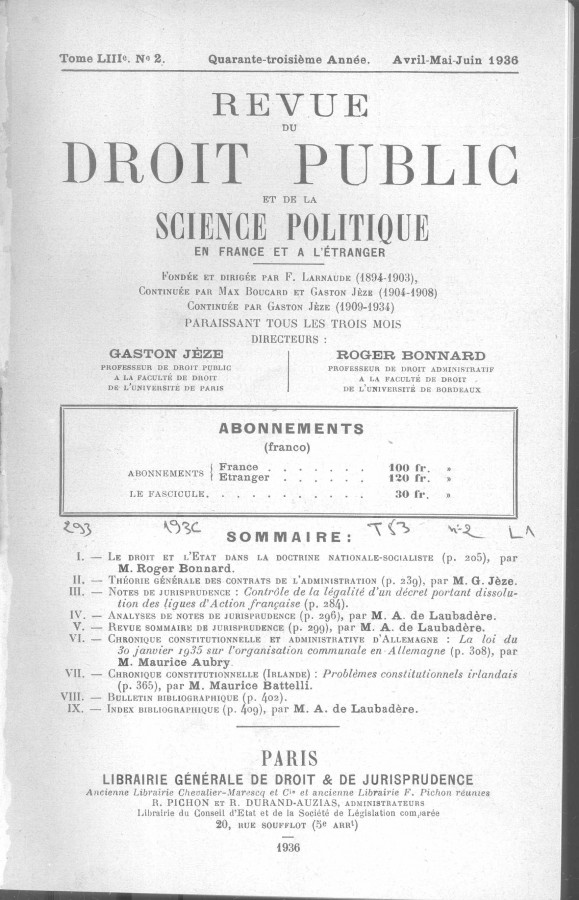 Tome LIIIe. No 2. Quarante-troisième Année. Avril-Mai-Juin 1936
REVUE
DU
DROIT PUBLIC
ET DE LA
SCIENCE POLITIQUE
EN FRANCE ET A L'ÉTRANGER
FONDÉE ET DIRIGÉE PAR F. LARNAUDE (1894-1903),
CONTINUÉE PAR MAX BOUCARD ET GASTON JÈZE (1904-1908)
CONTINUÉE PAR GASTON JÈZE (1909-1934)
PARAISSANT TOUS LES TROIS MOIS
DIRECTEURS :
GASTON JÈZE
PROFESSEUR DE DROIT PUBLIC
A LA FACULTÉ DE DROIT
DE L'UNIVERSITÉ DE PARIS
ROGER BONNARD
PROFESSEUR DE DROIT ADMINISTRATIF
A LA FACULTÉ DE DROIT
DE L'UNIVERSITÉ DE BORDEAUX
ABONNEMENTS
(franco)
ABONNEMENTS { France . . . . . . . 100 fr. »
Etranger . . . . . . 120 fr. »
LE FASCICULE. . . . . . . . . . 30 fr. »
293 1936 T 53 n°2 L1
SOMMAIRE :
I. — LE DROIT ET L'ETAT DANS LA DOCTRINE NATIONALE-SOCIALISTE (p. 205), par
M. Roger Bonnard.
II. — THÉORIE GÉNÉRALE DES CONTRATS DE L'ADMINISTRATION (p. 239), par M. G. Jèze.
III. — NOTES DE JURISPRUDENCE : Contrôle de la légalité d'un décret portant dissolu-
tion des ligues d'Action française (p. 284).
IV. — ANALYSES DE NOTES DE JURISPRUDENCE (p. 296), par M. A. de Laubadère.
V. — REVUE SOMMAIRE DE JURISPRUDENCE (p. 299), par M. A. de Laubadère.
VI. — CHRONIQUE CONSTITUTIONNELLE ET ADMINISTRATIVE D'ALLEMAGNE : La loi du
30 janvier 1935 sur l'organisation communale en Allemagne (p. 308), par
M. Maurice Aubry.
VII. — CHRONIQUE CONSTITUTIONNELLE (IRLANDE) : Problèmes constitutionnels irlandais
(p. 365), par M. Maurice Battelli.
VIII. — BULLETIN BIBLIOGRAPHIQUE (p. 402).
IX. — INDEX BIBLIOGRAPHIQUE (p. 409), par M. A. de Laubadère.
PARIS
LIBRAIRIE GÉNÉRALE DE DROIT & DE JURISPRUDENCE
Ancienne Librairie Chevalier-Marescq et Cie et ancienne Librairie F. Pichon réunies
R. PICHON ET R. DURAND-AUZIAS, ADMINISTRATEURS
Librairie du Conseil d'Etat et de la Société de Législation comparée
20, RUE SOUFFLOT (5e ARRt)
1936